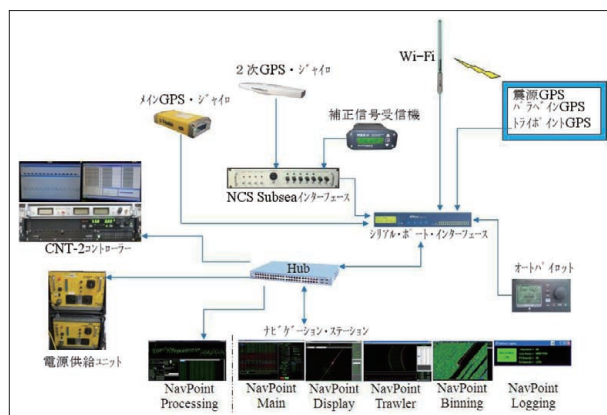 Wi-Fi
2次GPS・ジャイロ
メインGPS・ジャイロ
補正信号受信機
震源GPS
パラベインGPS
トライポイントGPS
NCS Subseaインターフェース
シリアル・ポート・インターフェース
CNT-2コントローラー
Hub
オートパイロット
電源供給ユニット
ナビゲーション・ステーション
NavPoint
Processing
NavPoint
Main
NavPoint
Display
NavPoint
Trawler
NavPoint
Binning
NavPoint
Logging